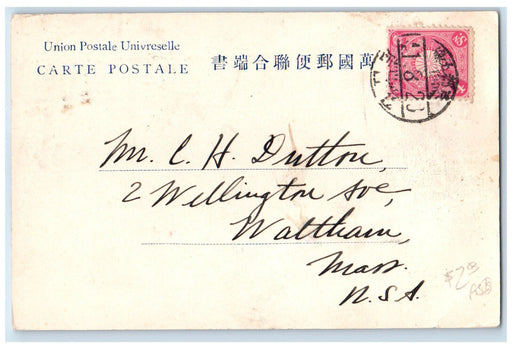 Union Postale Univreselle
CARTE POSTALE
書端合聯便郵國萬
Mr. C. H. Dutton,
2 Wellington Ave,
Waltham,
Mass.
U.S.A.